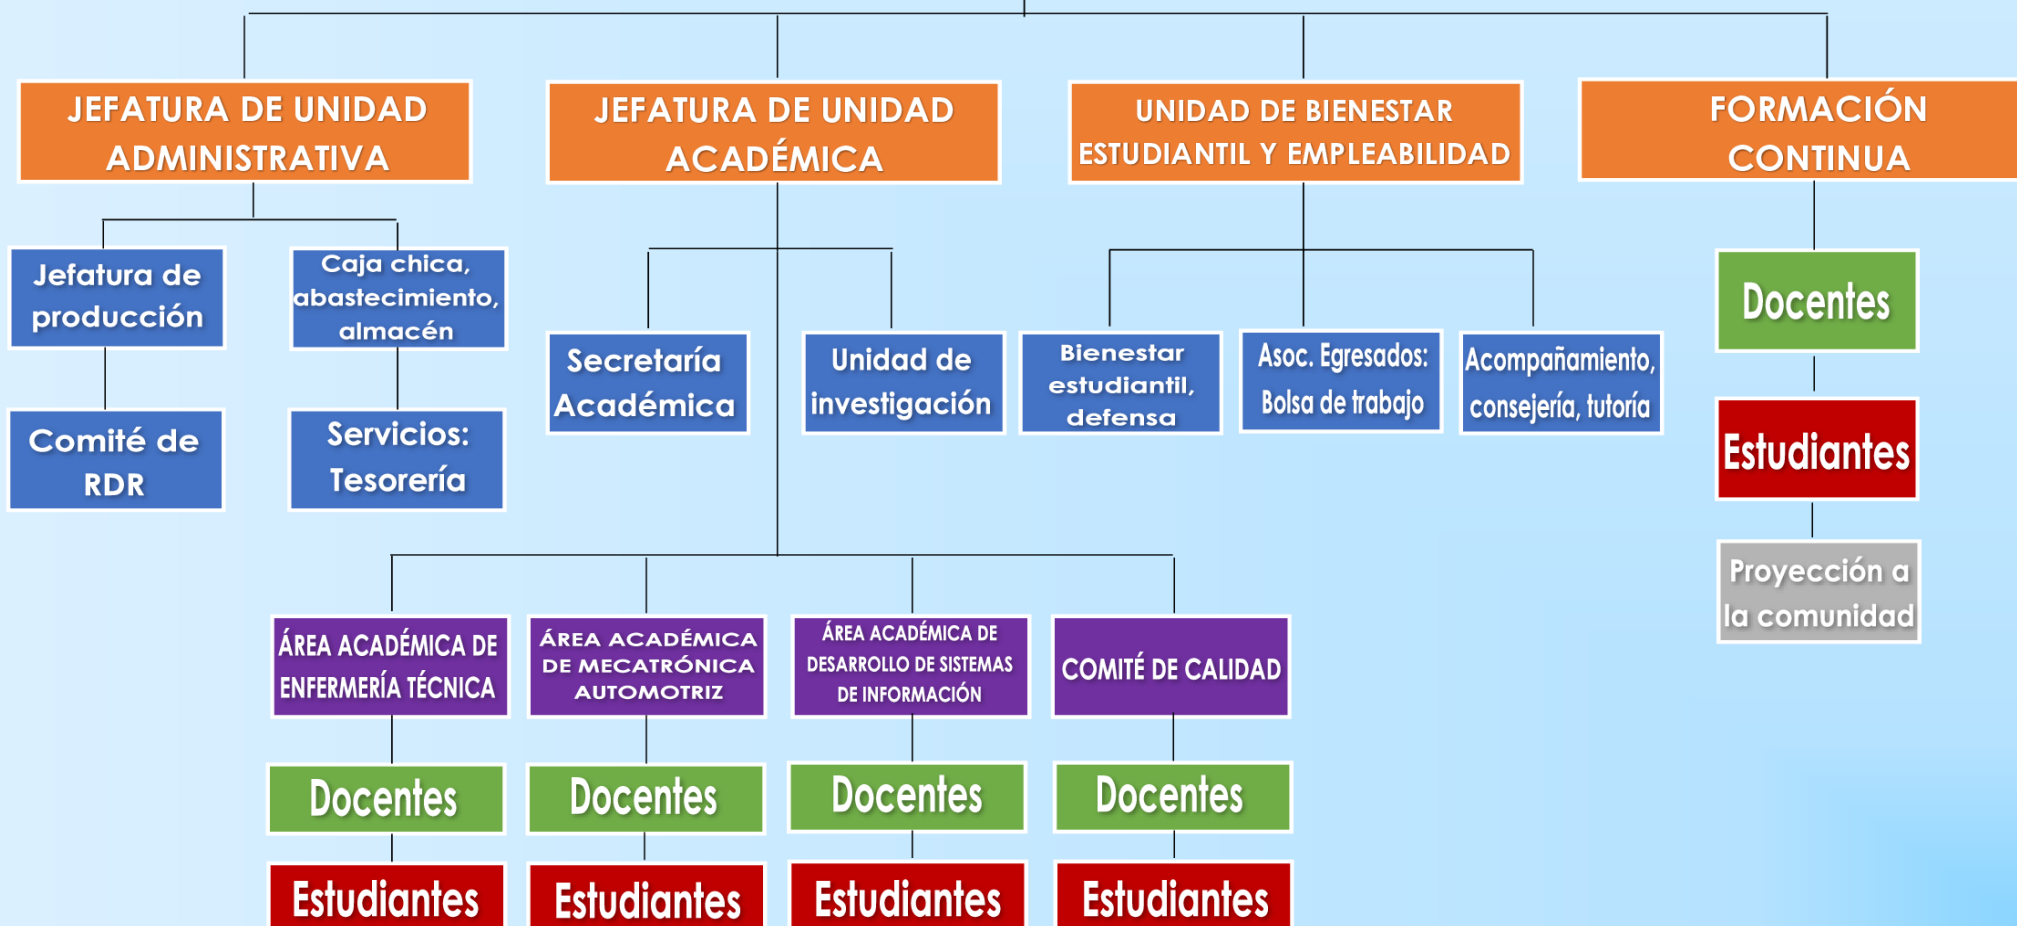 JEFATURA DE UNIDAD
ADMINISTRATIVA
JEFATURA DE UNIDAD
ACADÉMICA
UNIDAD DE BIENESTAR
ESTUDIANTIL Y EMPLEABILIDAD
FORMACIÓN
CONTINUA
Jefatura de
producción
Caja chica,
abastecimiento,
almacén
Comité de
RDR
Servicios:
Tesorería
Secretaría
Académica
Unidad de
investigación
Bienestar
estudiantil,
defensa
Asoc. Egresados:
Bolsa de trabajo
Acompañamiento,
consejería, tutoría
Docentes
Estudiantes
Proyección a
la comunidad
ÁREA ACADÉMICA DE
ENFERMERÍA TÉCNICA
ÁREA ACADÉMICA
DE MECATRÓNICA
AUTOMOTRIZ
ÁREA ACADÉMICA DE
DESARROLLO DE SISTEMAS
DE INFORMACIÓN
COMITÉ DE CALIDAD
Docentes
Docentes
Docentes
Docentes
Estudiantes
Estudiantes
Estudiantes
Estudiantes